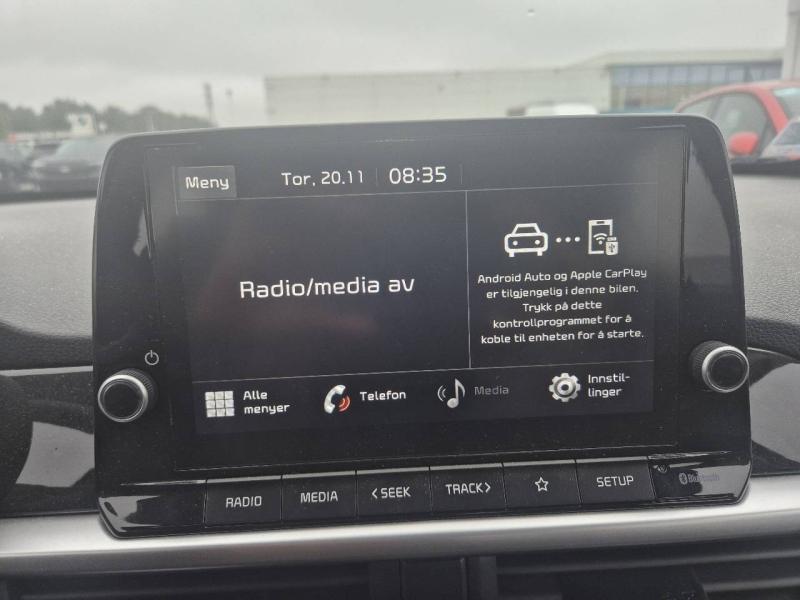 Meny
Tor, 20.11
08:35
Radio/media av
Android Auto og Apple CarPlay
er tilgjengelig i denne bilen.
Trykk på dette
kontrollprogrammet for å
koble til enheten for å starte.
Alle
menyer
Telefon
Media
Innstil-
linger
RADIO
MEDIA
<SEEK
TRACK>
SETUP
Bluetooth